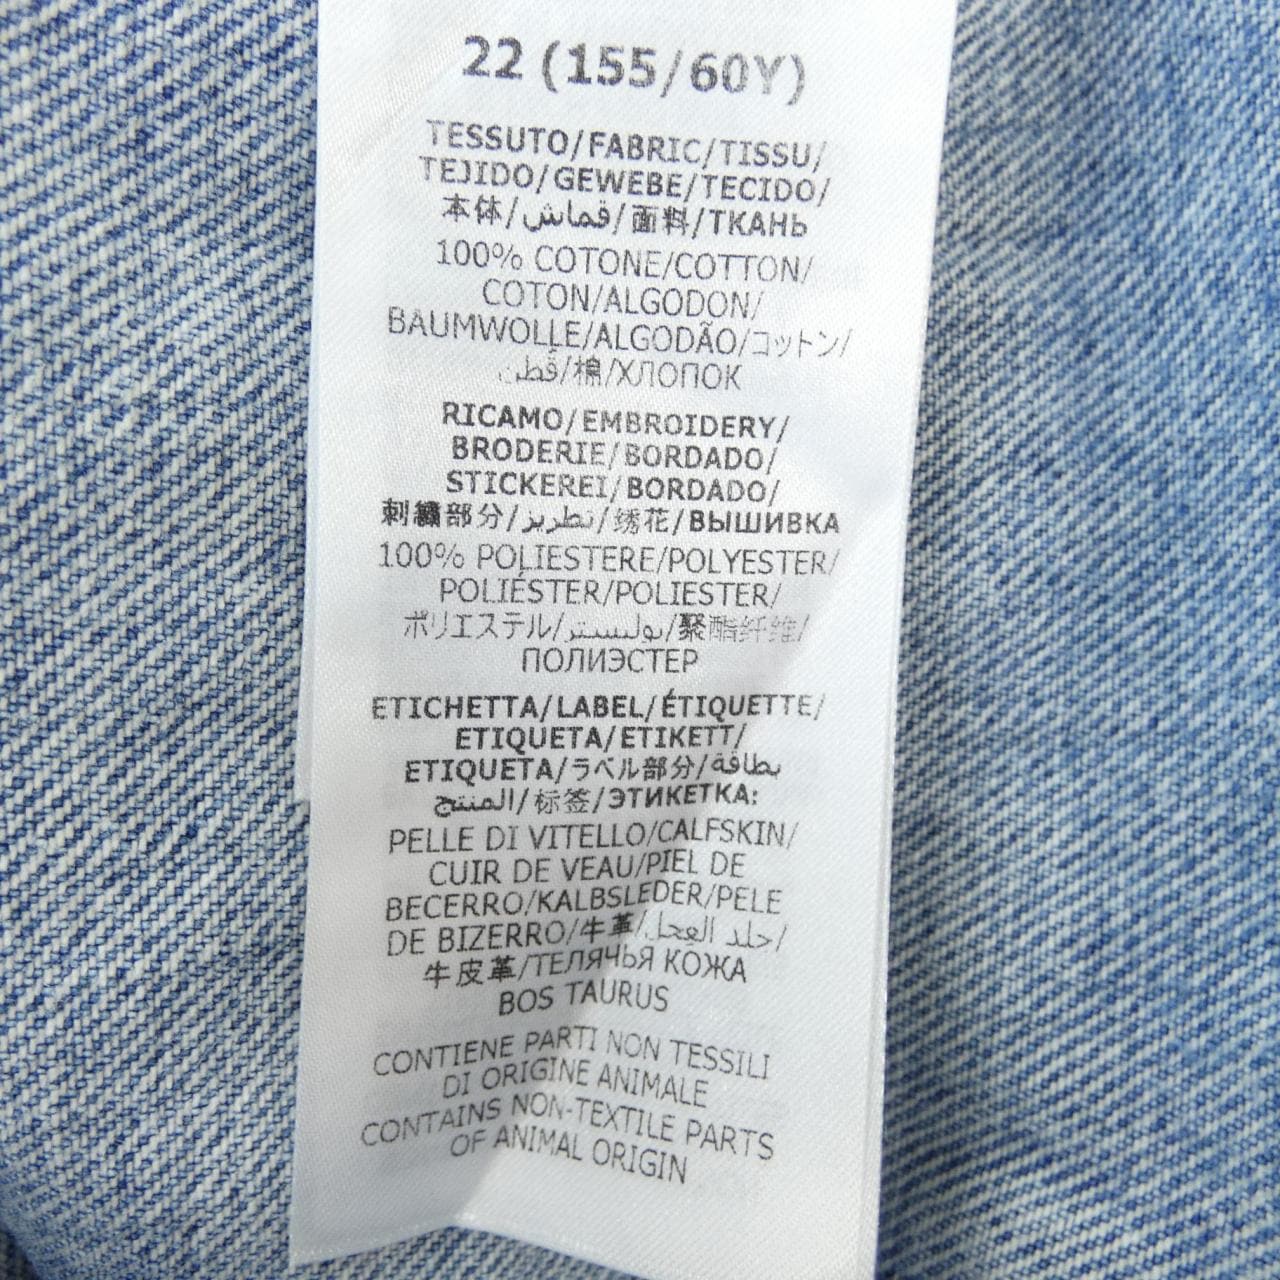 22 (155/60Y)
TESSUTO/FABRIC/TISSU/
TEJIDO/GEWEBE/TECIDO/
本体/قماش/面料/ТКАНЬ
100% COTONE/COTTON/
COTON/ALGODON/
BAUMWOLLE/ALGODÃO/コットン/
قُطن/棉/ХЛОПОК
RICAMO/EMBROIDERY/
BRODERIE/BORDADO/
STICKEREI/BORDADO/
刺繍部分/تطريز/绣花/ВЫШИВКА
100% POLIESTERE/POLYESTER/
POLIÉSTER/POLIESTER/
ポリエステル/بوليستر/聚酯纤维/
ПОЛИЭСТЕР
ETICHETTA/LABEL/ÉTIQUETTE/
ETIQUETA/ETIKETT/
ETIQUETA/ラベル部分/بطاقة
المنتج/标签/ЭТИКЕТКА:
PELLE DI VITELLO/CALFSKIN/
CUIR DE VEAU/PIEL DE
BECERRO/KALBSLEDER/PELE
DE BIZERRO/牛革/جلد العجل/
牛皮革/ТЕЛЯЧЬЯ КОЖА
BOS TAURUS
CONTIENE PARTI NON TESSILI
DI ORIGINE ANIMALE
CONTAINS NON-TEXTILE PARTS
OF ANIMAL ORIGIN